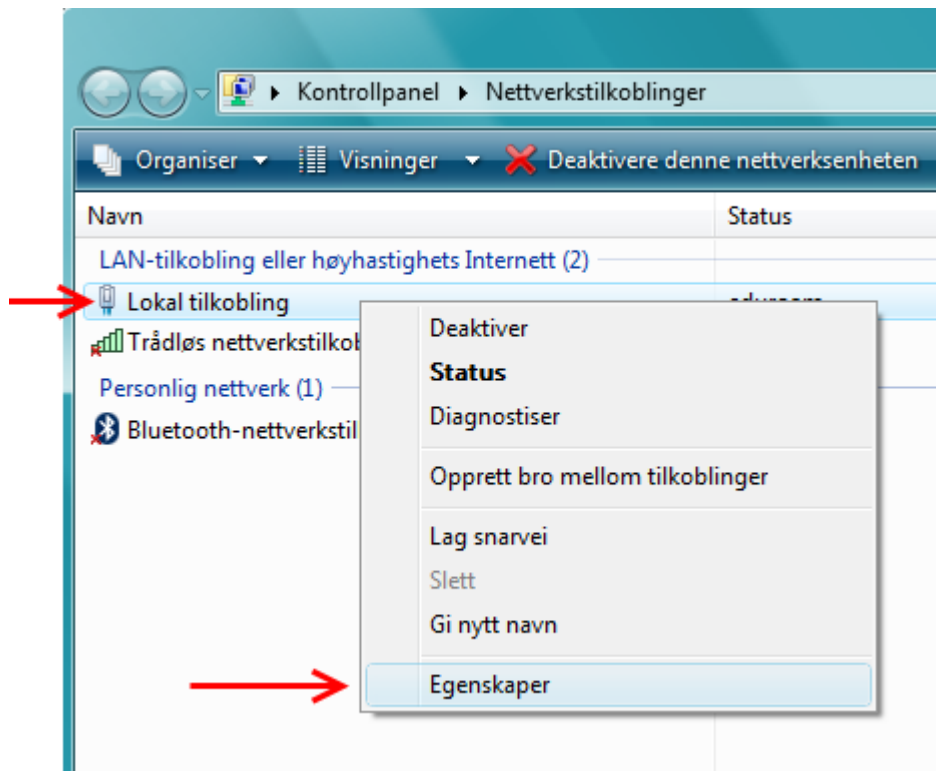 Kontrollpanel Nettverkstilkoblinger
Organiser Visninger Deaktivere denne nettverksenheten
Navn Status
LAN-tilkobling eller høyhastighets Internett (2)
Lokal tilkobling
Deaktiver
Trådløs nettverkstilkob
Status
Personlig nettverk (1)
Diagnostiser
Bluetooth-nettverkstil
Opprett bro mellom tilkoblinger
Lag snarvei
Slett
Gi nytt navn
Egenskaper